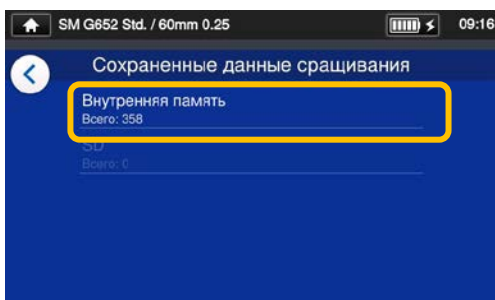 SM G652 Std. / 60mm 0.25
09:16
Сохраненные данные сращивания
Внутренняя память
Всего: 358
SD
Всего: 0